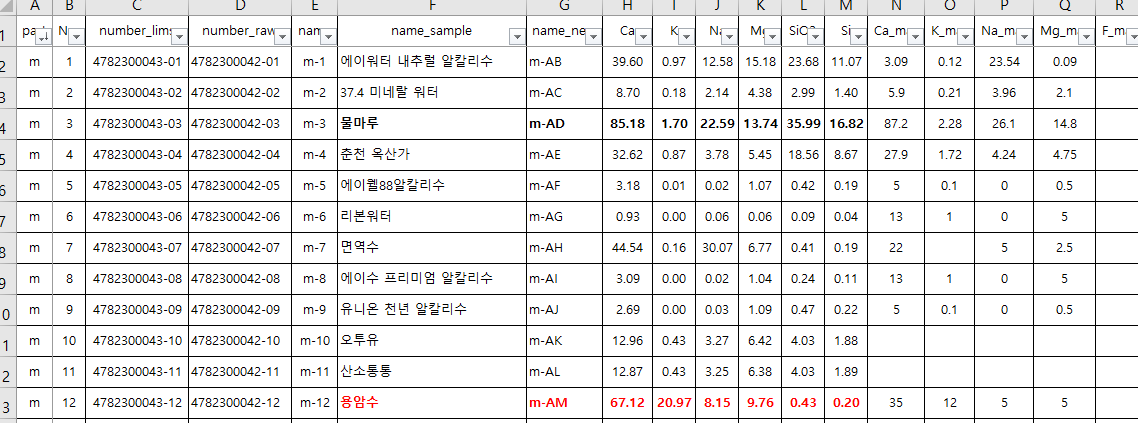 A B C D E F G H I J K L M N O P Q R
1 pa N number_lims number_raw nam name_sample name_ne Ca K Na Mg SiO2 Si Ca_m K_m Na_m Mg_m F_m
2 m 1 4782300043-01 4782300042-01 m-1 에이워터 내추럴 알칼리수 m-AB 39.60 0.97 12.58 15.18 23.68 11.07 3.09 0.12 23.54 0.09
3 m 2 4782300043-02 4782300042-02 m-2 37.4 미네랄 워터 m-AC 8.70 0.18 2.14 4.38 2.99 1.40 5.9 0.21 3.96 2.1
4 m 3 4782300043-03 4782300042-03 m-3 물마루 m-AD 85.18 1.70 22.59 13.74 35.99 16.82 87.2 2.28 26.1 14.8
5 m 4 4782300043-04 4782300042-04 m-4 춘천 옥산가 m-AE 32.62 0.87 3.78 5.45 18.56 8.67 27.9 1.72 4.24 4.75
6 m 5 4782300043-05 4782300042-05 m-5 에이웰88알칼리수 m-AF 3.18 0.01 0.02 1.07 0.42 0.19 5 0.1 0 0.5
7 m 6 4782300043-06 4782300042-06 m-6 리본워터 m-AG 0.93 0.00 0.06 0.06 0.09 0.04 13 1 0 5
8 m 7 4782300043-07 4782300042-07 m-7 면역수 m-AH 44.54 0.16 30.07 6.77 0.41 0.19 22 5 2.5
9 m 8 4782300043-08 4782300042-08 m-8 에이수 프리미엄 알칼리수 m-AI 3.09 0.00 0.02 1.04 0.24 0.11 13 1 0 5
0 m 9 4782300043-09 4782300042-09 m-9 유니온 천년 알칼리수 m-AJ 2.69 0.00 0.03 1.09 0.47 0.22 5 0.1 0 0.5
1 m 10 4782300043-10 4782300042-10 m-10 오투유 m-AK 12.96 0.43 3.27 6.42 4.03 1.88
2 m 11 4782300043-11 4782300042-11 m-11 산소통통 m-AL 12.87 0.43 3.25 6.38 4.03 1.89
3 m 12 4782300043-12 4782300042-12 m-12 용암수 m-AM 67.12 20.97 8.15 9.76 0.43 0.20 35 12 5 5